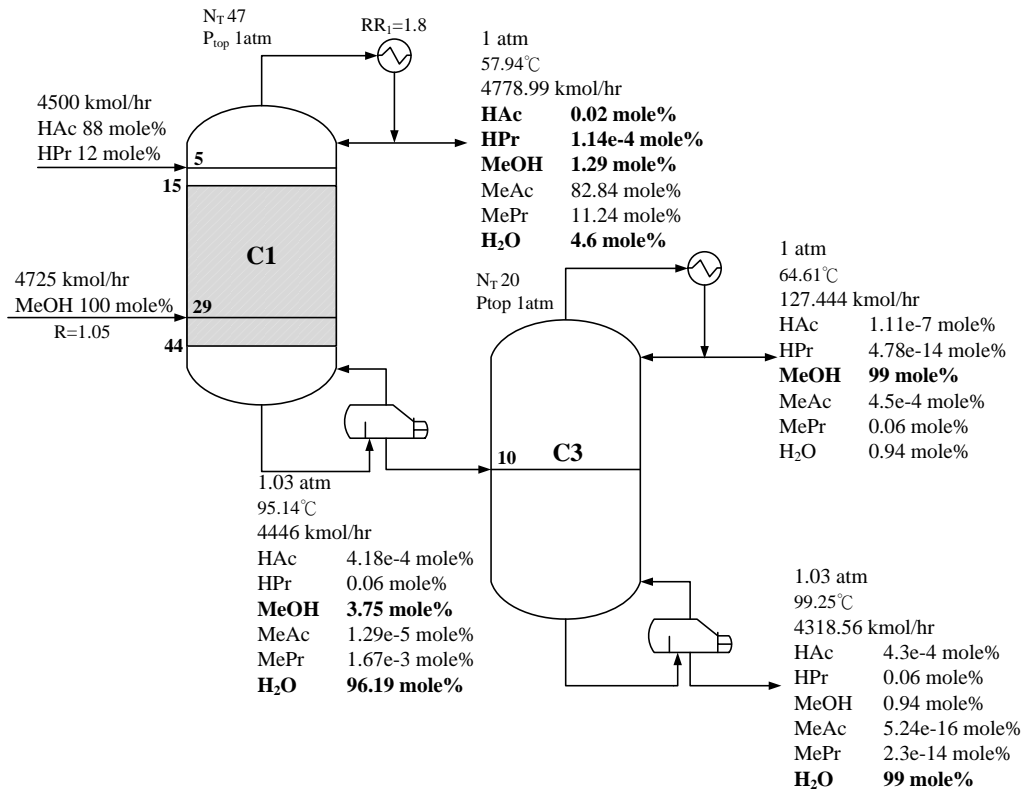 N_T 47
P_top 1atm
RR_1=1.8
4500 kmol/hr
HAc 88 mole%
HPr 12 mole%
5
15
C1
4725 kmol/hr
MeOH 100 mole%
R=1.05
29
44
1 atm
57.94℃
4778.99 kmol/hr
HAc 0.02 mole%
HPr 1.14e-4 mole%
MeOH 1.29 mole%
MeAc 82.84 mole%
MePr 11.24 mole%
H₂O 4.6 mole%
1.03 atm
95.14℃
4446 kmol/hr
HAc 4.18e-4 mole%
HPr 0.06 mole%
MeOH 3.75 mole%
MeAc 1.29e-5 mole%
MePr 1.67e-3 mole%
H₂O 96.19 mole%
N_T 20
Ptop 1atm
10
C3
1 atm
64.61℃
127.444 kmol/hr
HAc 1.11e-7 mole%
HPr 4.78e-14 mole%
MeOH 99 mole%
MeAc 4.5e-4 mole%
MePr 0.06 mole%
H₂O 0.94 mole%
1.03 atm
99.25℃
4318.56 kmol/hr
HAc 4.3e-4 mole%
HPr 0.06 mole%
MeOH 0.94 mole%
MeAc 5.24e-16 mole%
MePr 2.3e-14 mole%
H₂O 99 mole%